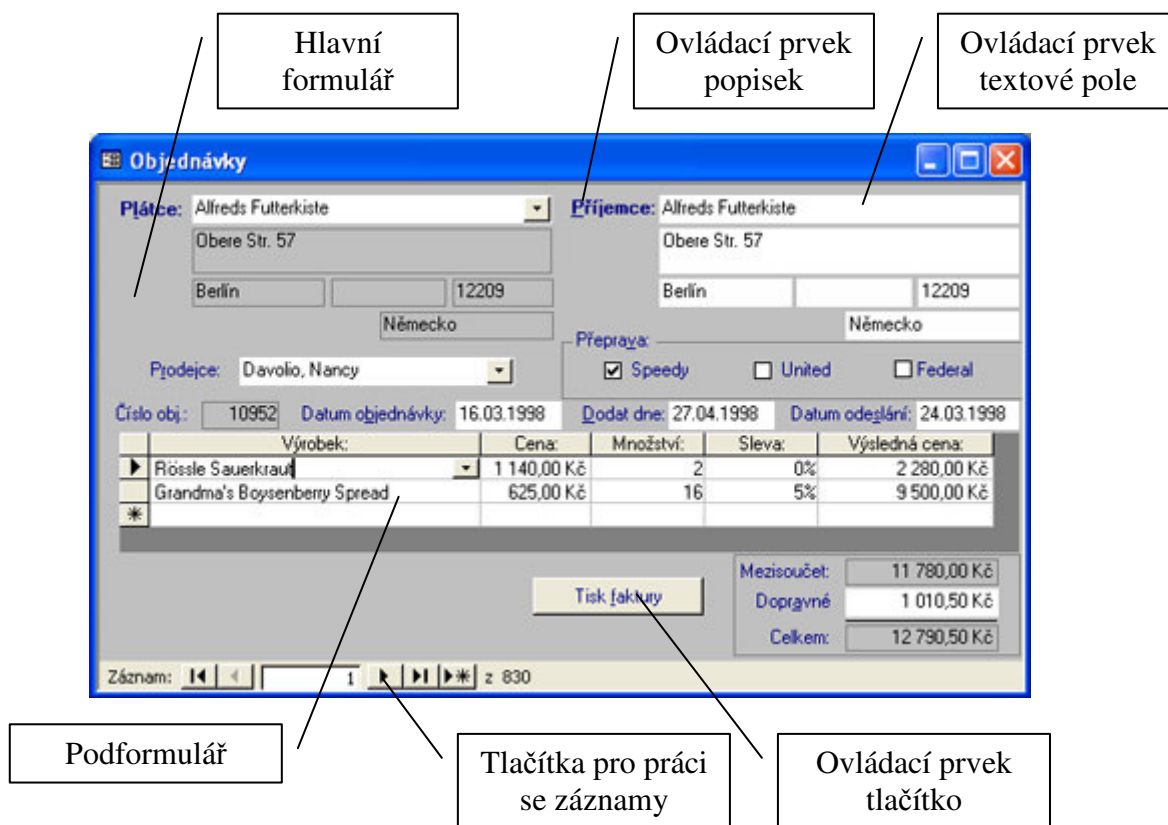 Hlavní
formulář
Ovládací prvek
popisek
Ovládací prvek
textové pole
Objednávky
Plátce: Alfreds Futterkiste
Příjemce: Alfreds Futterkiste
Obere Str. 57
Obere Str. 57
Berlín 12209
Berlín 12209
Německo
Německo
Přeprava:
Prodejce: Davolio, Nancy
Speedy United Federal
Číslo obj.: 10952 Datum objednávky: 16.03.1998 Dodat dne: 27.04.1998 Datum odeslání: 24.03.1998
Výrobek: Cena: Množství: Sleva: Výsledná cena:
Rössle Sauerkraut 1 140,00 Kč 2 0% 2 280,00 Kč
Grandma's Boysenberry Spread 625,00 Kč 16 5% 9 500,00 Kč
Mezisoučet: 11 780,00 Kč
Tisk faktury
Dopravné 1 010,50 Kč
Celkem: 12 790,50 Kč
Záznam: 1 z 830
Podformulář
Tlačítka pro práci
se záznamy
Ovládací prvek
tlačítko